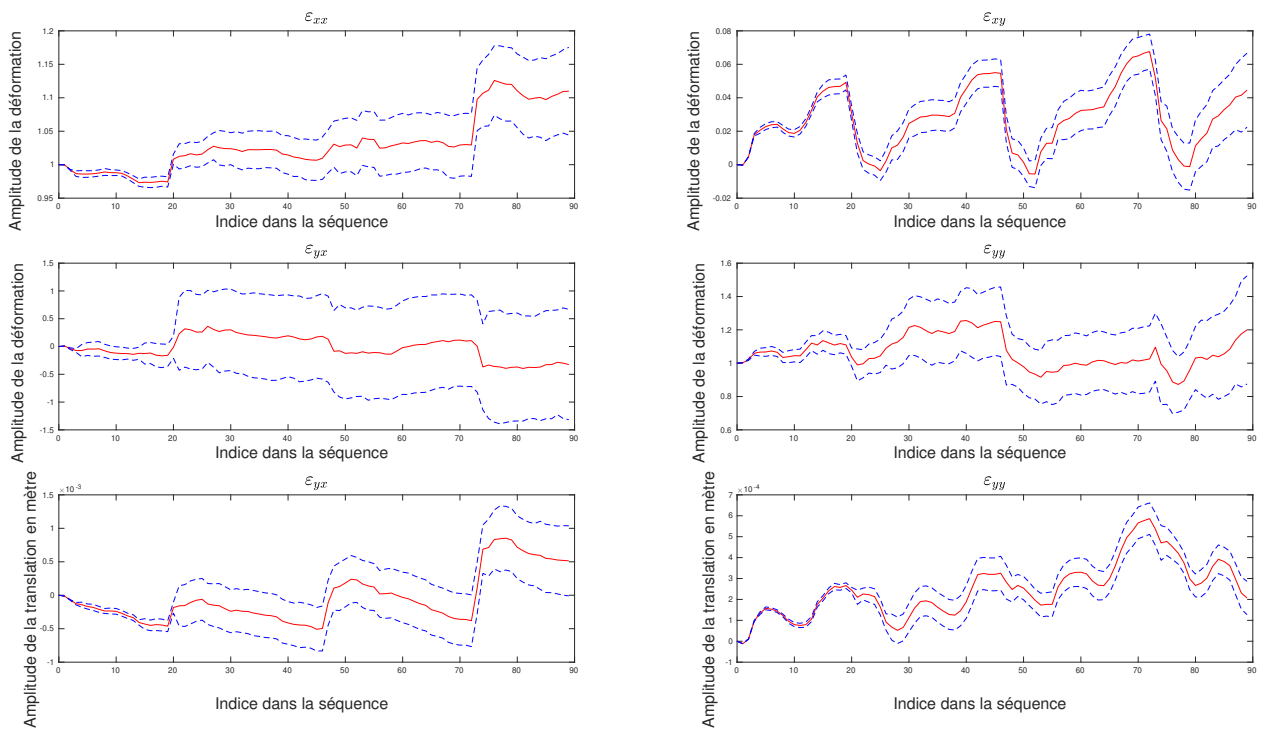 ε_xx
Amplitude de la déformation
1.2
1.15
1.1
1.05
1
0.95
0 10 20 30 40 50 60 70 80 90
Indice dans la séquence
ε_xy
Amplitude de la déformation
0.08
0.06
0.04
0.02
0
-0.02
0 10 20 30 40 50 60 70 80 90
Indice dans la séquence
ε_yx
Amplitude de la déformation
1.5
1
0.5
0
-0.5
-1
-1.5
0 10 20 30 40 50 60 70 80 90
Indice dans la séquence
ε_yy
Amplitude de la déformation
1.6
1.4
1.2
1
0.8
0.6
0 10 20 30 40 50 60 70 80 90
Indice dans la séquence
ε_yx
Amplitude de la translation en mètre
×10^-3
1.5
1
0.5
0
-0.5
-1
0 10 20 30 40 50 60 70 80 90
Indice dans la séquence
ε_yy
Amplitude de la translation en mètre
×10^-4
7
6
5
4
3
2
1
0
-1
0 10 20 30 40 50 60 70 80 90
Indice dans la séquence